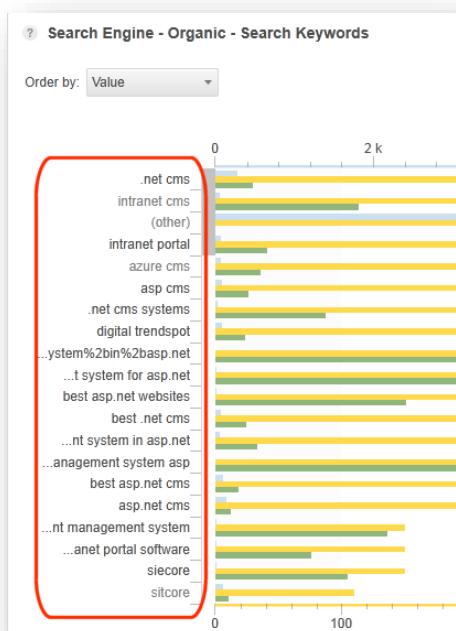 ? Search Engine - Organic - Search Keywords
Order by: Value
0 2 k
.net cms
intranet cms
(other)
intranet portal
azure cms
asp cms
.net cms systems
digital trendspot
...ystem%2bin%2basp.net
...t system for asp.net
best asp.net websites
best .net cms
...nt system in asp.net
...anagement system asp
best asp.net cms
asp.net cms
...nt management system
...anet portal software
siecore
sitcore
0 100